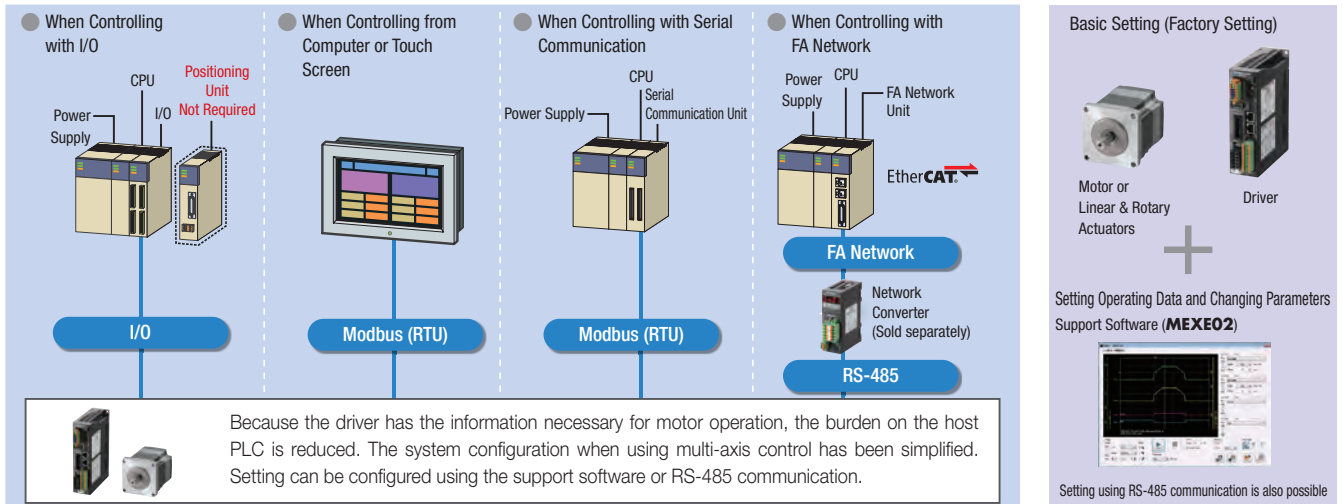 When Controlling
with I/O
Positioning
Unit
Not Required
CPU
I/O
Power
Supply
I/O
When Controlling from
Computer or Touch
Screen
Modbus (RTU)
When Controlling with Serial
Communication
CPU
Serial
Communication Unit
Power Supply
Modbus (RTU)
When Controlling with
FA Network
CPU
Power
Supply
FA Network
Unit
EtherCAT®
FA Network
Network
Converter
(Sold separately)
RS-485
Because the driver has the information necessary for motor operation, the burden on the host
PLC is reduced. The system configuration when using multi-axis control has been simplified.
Setting can be configured using the support software or RS-485 communication.
Basic Setting (Factory Setting)
Motor or
Linear & Rotary
Actuators
Driver
Setting Operating Data and Changing Parameters
Support Software (MEXE02)
Setting using RS-485 communication is also possible